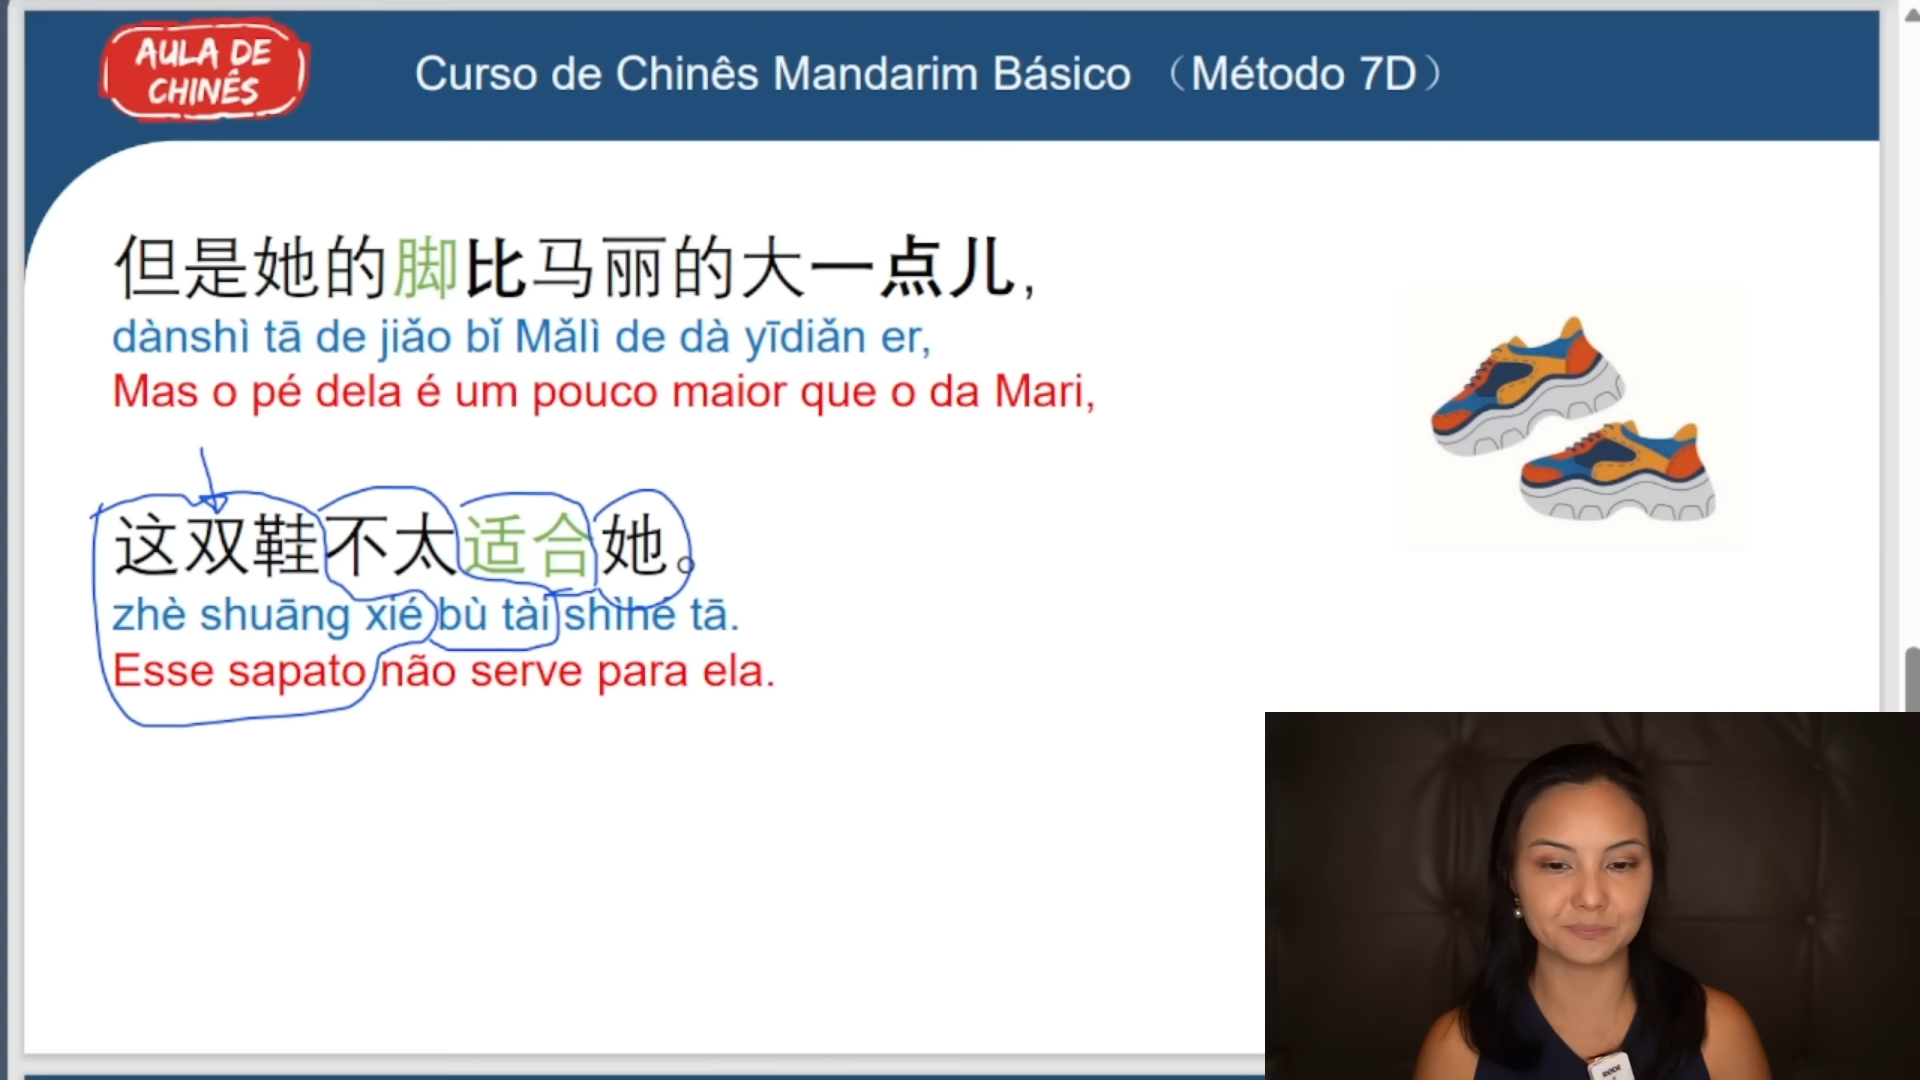 AULA DE
CHINÊS
Curso de Chinês Mandarim Básico （Método 7D）
但是她的脚比马丽的大一点儿，
dànshì tā de jiǎo bǐ Mǎlì de dà yīdiǎn er,
Mas o pé dela é um pouco maior que o da Mari,
这双鞋不太适合她。
zhè shuāng xié bù tài shìhé tā.
Esse sapato não serve para ela.
RODE